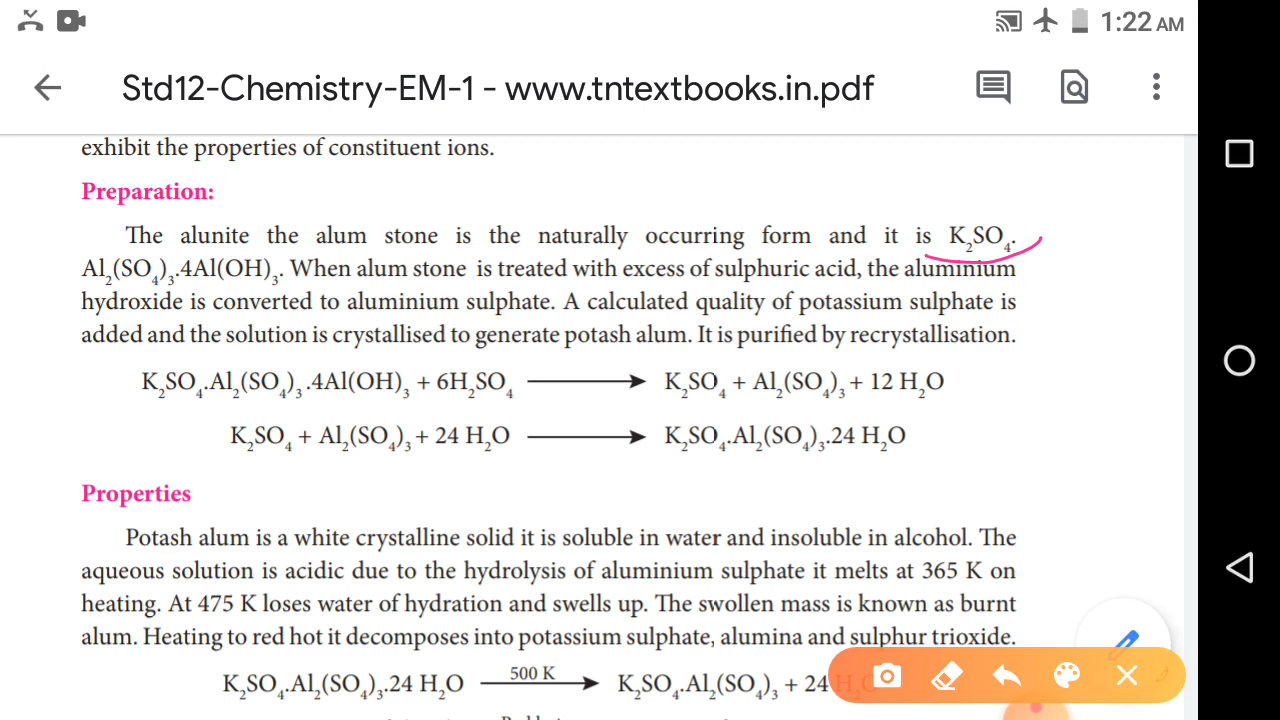 1:22 AM
Std12-Chemistry-EM-1 - www.tntextbooks.in.pdf
exhibit the properties of constituent ions.
Preparation:
The alunite the alum stone is the naturally occurring form and it is K₂SO₄.
Al₂(SO₄)₃.4Al(OH)₃. When alum stone is treated with excess of sulphuric acid, the aluminium
hydroxide is converted to aluminium sulphate. A calculated quality of potassium sulphate is
added and the solution is crystallised to generate potash alum. It is purified by recrystallisation.
K₂SO₄.Al₂(SO₄)₃.4Al(OH)₃ + 6H₂SO₄ ⟶ K₂SO₄ + Al₂(SO₄)₃ + 12 H₂O
K₂SO₄ + Al₂(SO₄)₃ + 24 H₂O ⟶ K₂SO₄.Al₂(SO₄)₃.24 H₂O
Properties
Potash alum is a white crystalline solid it is soluble in water and insoluble in alcohol. The
aqueous solution is acidic due to the hydrolysis of aluminium sulphate it melts at 365 K on
heating. At 475 K loses water of hydration and swells up. The swollen mass is known as burnt
alum. Heating to red hot it decomposes into potassium sulphate, alumina and sulphur trioxide.
500 K
K₂SO₄.Al₂(SO₄)₃.24 H₂O ⟶ K₂SO₄.Al₂(SO₄)₃ + 24 H₂O